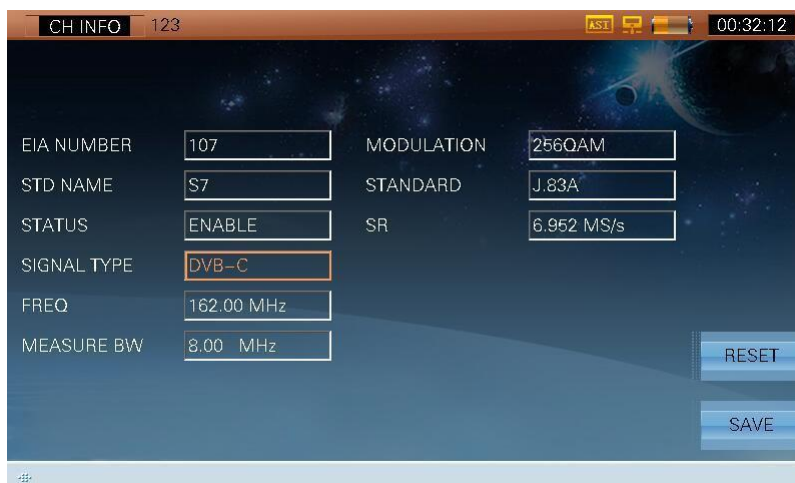 CH INFO 123 ASI 00:32:12
EIA NUMBER 107 MODULATION 256QAM
STD NAME S7 STANDARD J.83A
STATUS ENABLE SR 6.952 MS/s
SIGNAL TYPE DVB-C
FREQ 162.00 MHz
MEASURE BW 8.00 MHz
RESET
SAVE